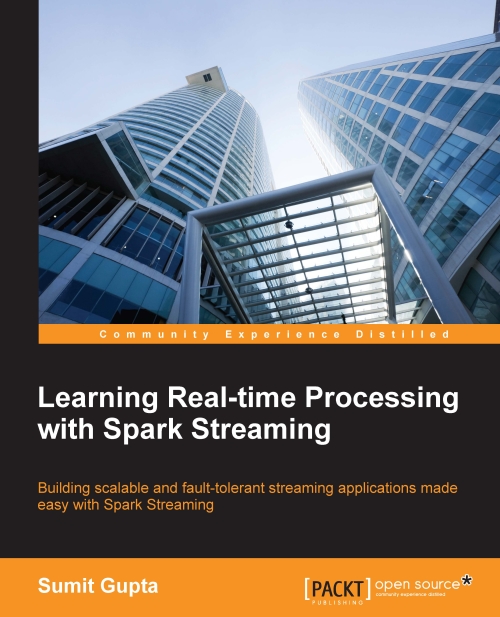 Community Experience Distilled
Learning Real-time Processing
with Spark Streaming
Building scalable and fault-tolerant streaming applications made
easy with Spark Streaming
Sumit Gupta
[PACKT] open source*
PUBLISHING community experience distilled